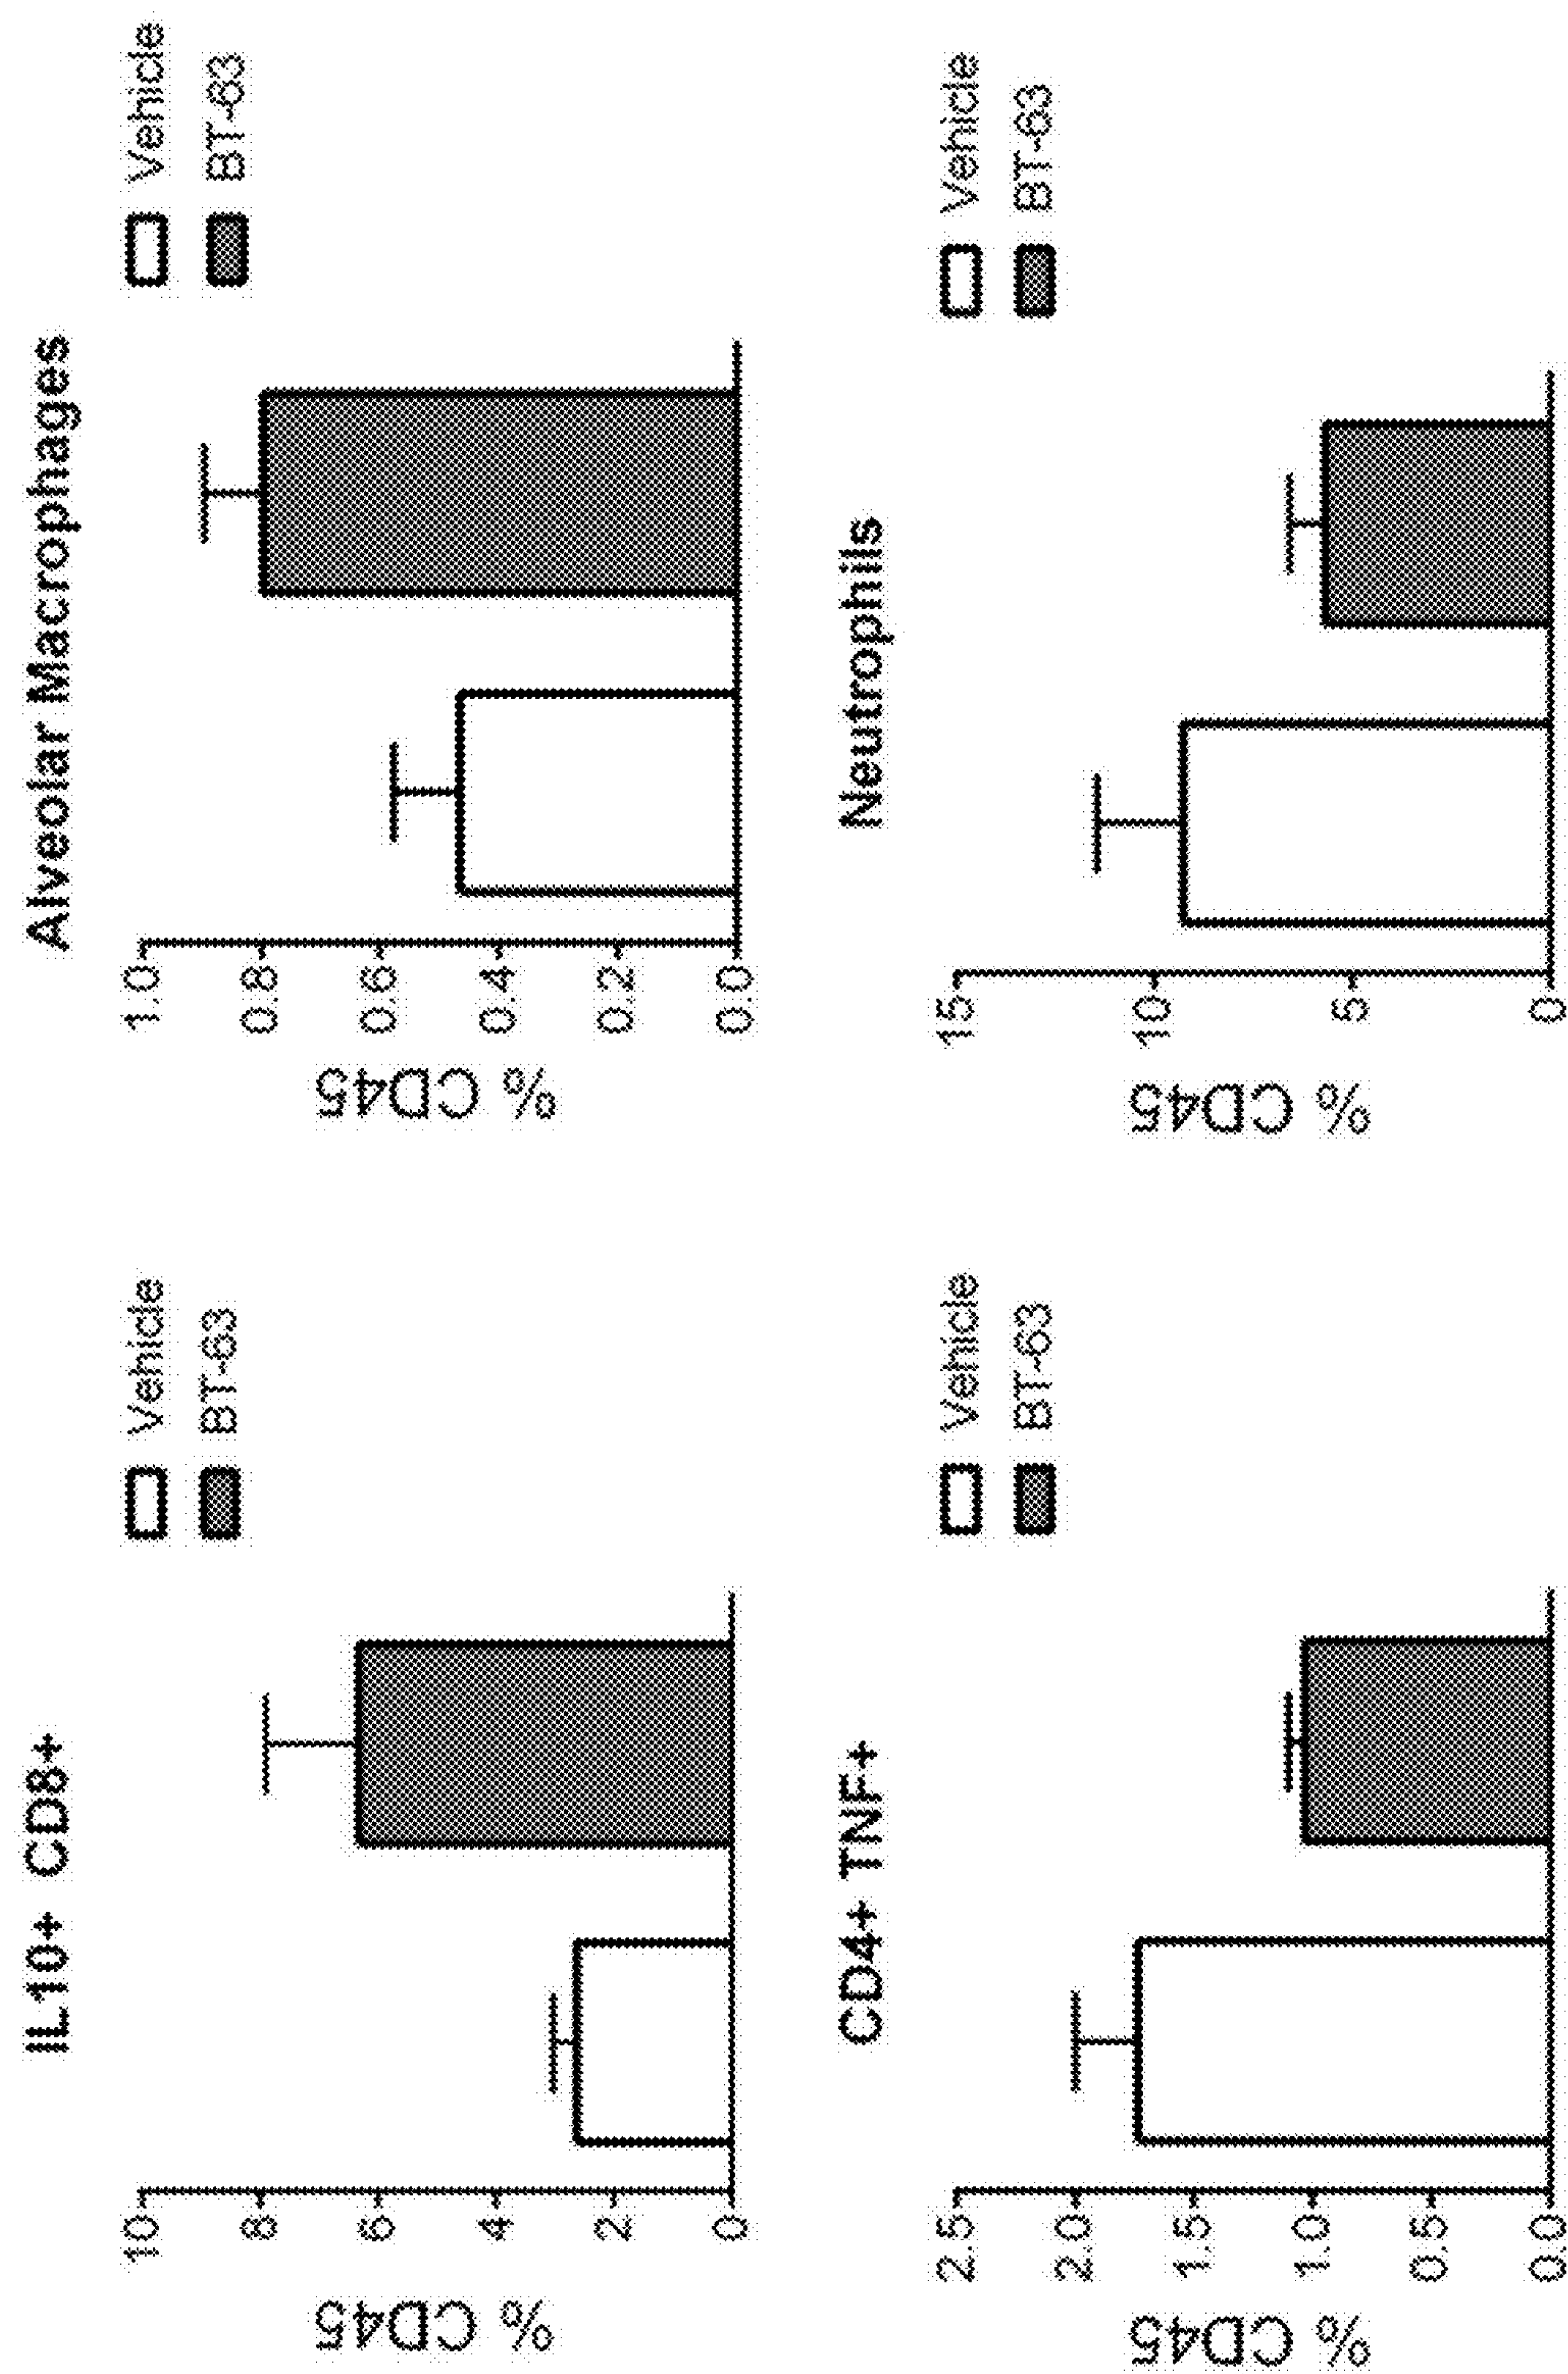 IL10+ CD8+
% CD45
10
8
6
4
2
0
Vehicle
BT-63
Alveolar Macrophages
% CD45
1.0
0.8
0.6
0.4
0.2
0.0
Vehicle
BT-63
CD4+ TNF+
% CD45
2.5
2.0
1.5
1.0
0.5
0.0
Vehicle
BT-63
Neutrophils
% CD45
15
10
5
0
Vehicle
BT-63